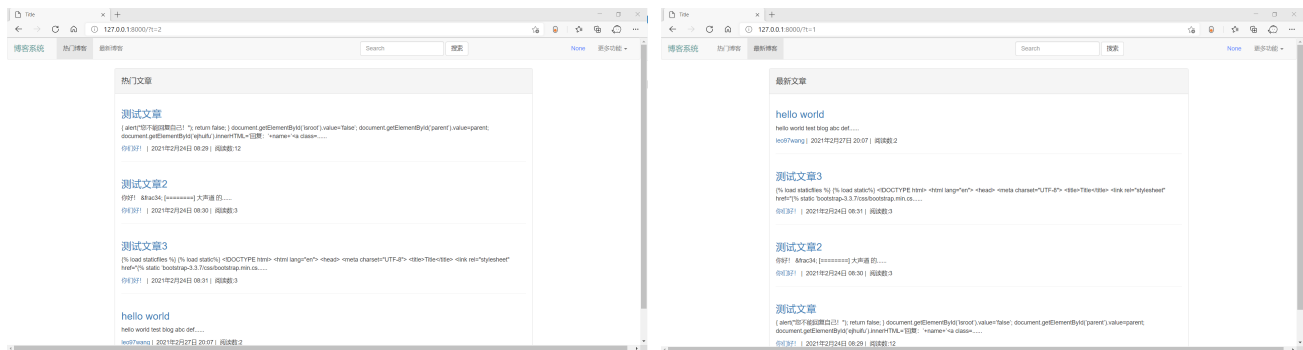 Title
127.0.0.1:8000/?t=2
博客系统 热门博客 最新博客 Search 搜索 None 更多功能
热门文章
测试文章
{ alert("您不能回复自己！"); return false; } document.getElementById('isroot').value='false'; document.getElementById('parent').value=parent;
document.getElementById('ejhuifu').innerHTML='回复：'+name+'<a class=......
你们好！ | 2021年2月24日 08:29 | 阅读数:12
测试文章2
你好！ &frac34; [========] 大声道 的......
你们好！ | 2021年2月24日 08:30 | 阅读数:3
测试文章3
{% load staticfiles %} {% load static%} <!DOCTYPE html> <html lang="en"> <head> <meta charset="UTF-8"> <title>Title</title> <link rel="stylesheet"
href="{% static 'bootstrap-3.3.7/css/bootstrap.min.cs......
你们好！ | 2021年2月24日 08:31 | 阅读数:3
hello world
hello world test blog abc def......
leo97wang | 2021年2月27日 20:07 | 阅读数:2
Title
127.0.0.1:8000/?t=1
博客系统 热门博客 最新博客 Search 搜索 None 更多功能
最新文章
hello world
hello world test blog abc def......
leo97wang | 2021年2月27日 20:07 | 阅读数:2
测试文章3
{% load staticfiles %} {% load static%} <!DOCTYPE html> <html lang="en"> <head> <meta charset="UTF-8"> <title>Title</title> <link rel="stylesheet"
href="{% static 'bootstrap-3.3.7/css/bootstrap.min.cs......
你们好！ | 2021年2月24日 08:31 | 阅读数:3
测试文章2
你好！ &frac34; [========] 大声道 的......
你们好！ | 2021年2月24日 08:30 | 阅读数:3
测试文章
{ alert("您不能回复自己！"); return false; } document.getElementById('isroot').value='false'; document.getElementById('parent').value=parent;
document.getElementById('ejhuifu').innerHTML='回复：'+name+'<a class=......
你们好！ | 2021年2月24日 08:29 | 阅读数:12